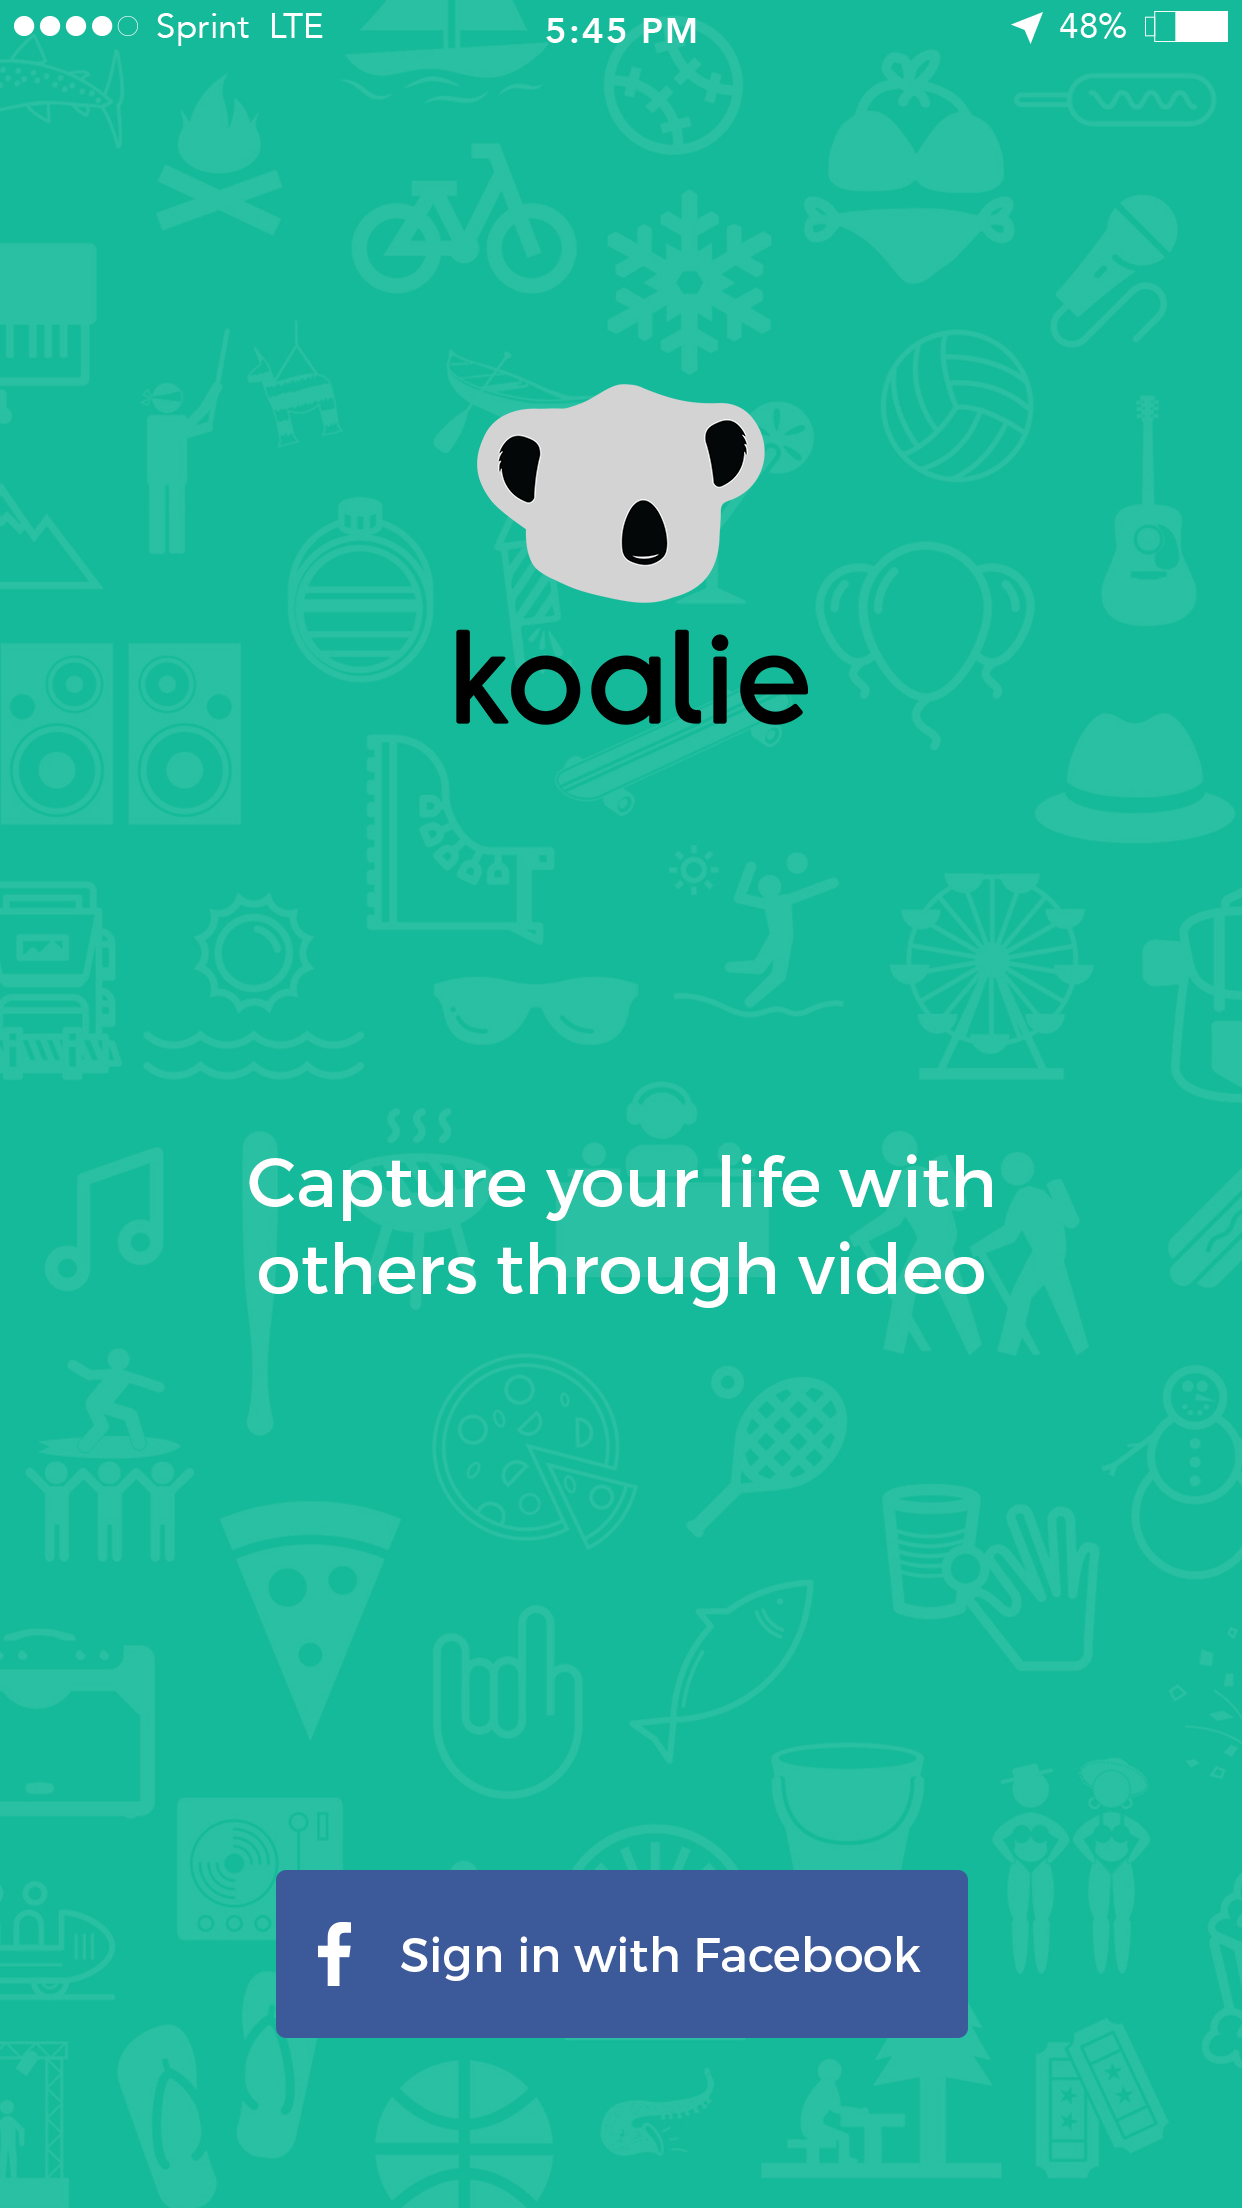 Sprint LTE 5:45 PM 48%
koalie
Capture your life with
others through video
f Sign in with Facebook